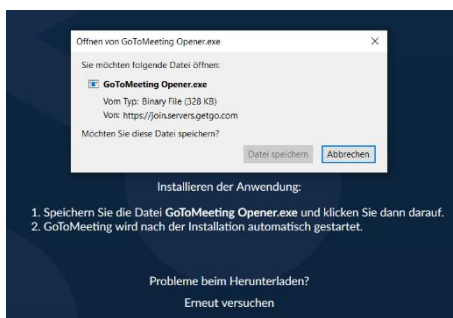 Öffnen von GoToMeeting Opener.exe
Sie möchten folgende Datei öffnen:
GoToMeeting Opener.exe
Vom Typ: Binary File (328 KB)
Von: https://join.servers.getgo.com
Möchten Sie diese Datei speichern?
Datei speichern Abbrechen
Installieren der Anwendung:
1. Speichern Sie die Datei GoToMeeting Opener.exe und klicken Sie dann darauf.
2. GoToMeeting wird nach der Installation automatisch gestartet.
Probleme beim Herunterladen?
Erneut versuchen